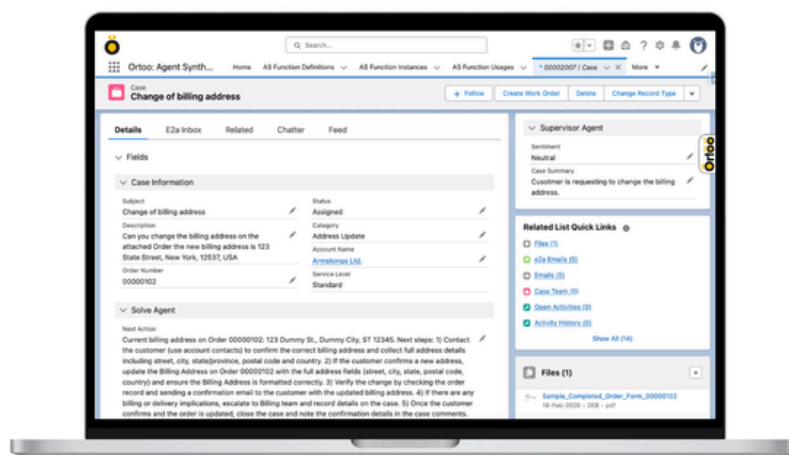 Search...
Ortoo: Agent Synth...
Home
AS Function Definitions
AS Function Instances
AS Function Usages
* 00002007 | Case
More
Case
Change of billing address
+ Follow
Create Work Order
Delete
Change Record Type
Details
E2a Inbox
Related
Chatter
Feed
Fields
Case Information
Subject
Change of billing address
Status
Assigned
Description
Can you change the billing address on the
attached Order the new billing address is 123
State Street, New York, 12537, USA
Category
Address Update
Account Name
Armstongs Ltd.
Order Number
00000102
Service Level
Standard
Solve Agent
Next Action
Current billing address on Order 00000102: 123 Dummy St., Dummy City, ST 12345. Next steps: 1) Contact
the customer (use account contacts) to confirm the correct billing address and collect full address details
including street, city, state/province, postal code and country. 2) If the customer confirms a new address,
update the Billing Address on Order 00000102 with the full address fields (street, city, state, postal code,
country) and ensure the Billing Address is formatted correctly. 3) Verify the change by checking the order
record and sending a confirmation email to the customer with the updated billing address. 4) If there are any
billing or delivery implications, escalate to Billing team and record details on the case. 5) Once the customer
confirms and the order is updated, close the case and note the confirmation details in the case comments.
Supervisor Agent
Sentiment
Neutral
Case Summary
Cusotmer is requesting to change the billing
address.
Ortoo
Related List Quick Links
Files (1)
e2a Emails (0)
Emails (0)
Case Team (0)
Open Activities (0)
Activity History (0)
Show All (14)
Files (1)
Sample_Completed_Order_Form_00000102
18-Feb-2026 • 2KB • pdf